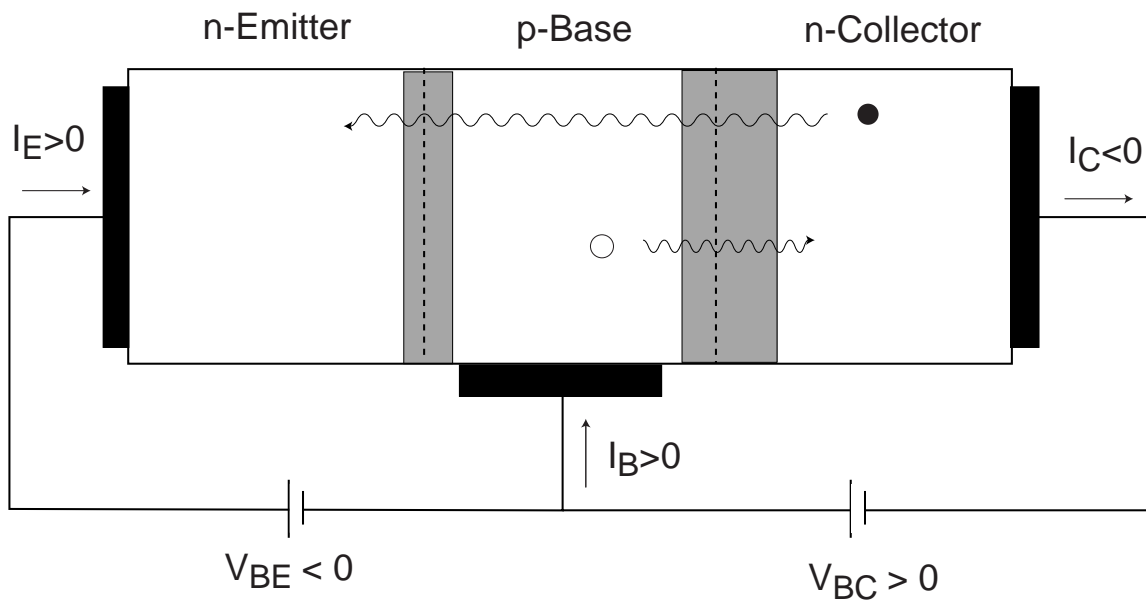 n-Emitter p-Base n-Collector
I_E>0
I_C<0
I_B>0
V_BE < 0
V_BC > 0